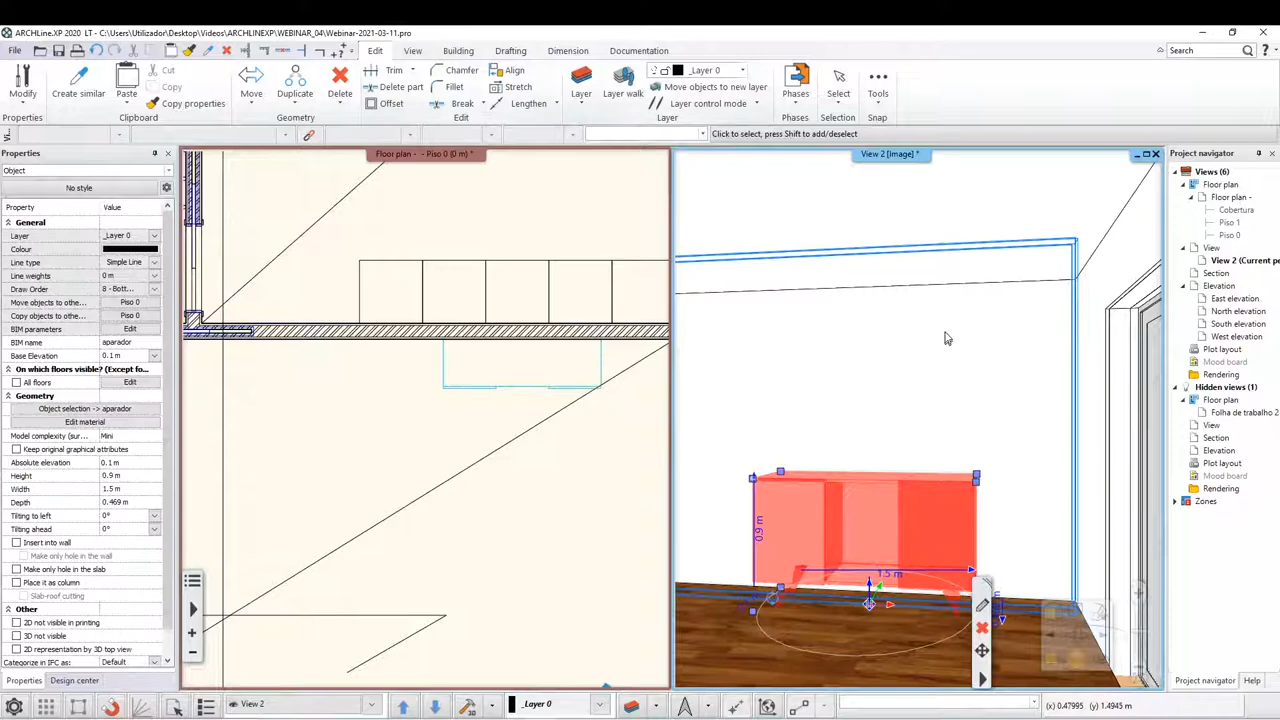 ARCHLine.XP 2020  LT - C:\Users\Utilizador\Desktop\Videos\ARCHLINEXP\WEBINAR_04\Webinar-2021-03-11.pro
File Edit View Building Drafting Dimension Documentation Search
Modify Create similar Paste Cut Copy Copy properties Move Duplicate Delete Trim Chamfer Align Delete part Fillet Stretch Offset Break Length Layer Layer walk _Layer 0 Move objects to new layer Layer control mode Phases Select Tools
Properties Clipboard Geometry Edit Layer Phases Selection Snap
Click to select, press Shift to add/deselect
Properties
Object
No style
Property Value
General
Layer _Layer 0
Colour
Line type Simple Line
Line weights 0 m
Draw Order 8 - Bott...
Move objects to othe... Piso 0
Copy objects to othe... Piso 0
BIM parameters Edit
BIM name aparador
Base Elevation 0.1 m
On which floors visible? (Except fo...
All floors Edit
Geometry
Object selection -> aparador
Edit material
Model complexity (sur... Mini
Keep original graphical attributes
Absolute elevation 0.1 m
Height 0.9 m
Width 1.5 m
Depth 0.469 m
Tilting to left 0°
Tilting ahead 0°
Insert into wall
Make only hole in the wall
Make only hole in the slab
Place it as column
Slab-roof cutting
Other
2D not visible in printing
3D not visible
2D representation by 3D top view
Categorize in IFC as: Default
Properties Design center
Floor plan - - Piso 0 (0 m) *
View 2 [Image] *
0.9 m
1.5 m
Project navigator
Views (6)
Floor plan
Floor plan -
Cobertura
Piso 1
Piso 0
View
View 2 (Current pe
Section
Elevation
East elevation
North elevation
South elevation
West elevation
Plot layout
Mood board
Rendering
Hidden views (1)
Floor plan
Folha de trabalho 2
View
Section
Elevation
Plot layout
Mood board
Rendering
Zones
Project navigator Help
View 2 _Layer 0 (x) 0.47995 (y) 1.4945 m